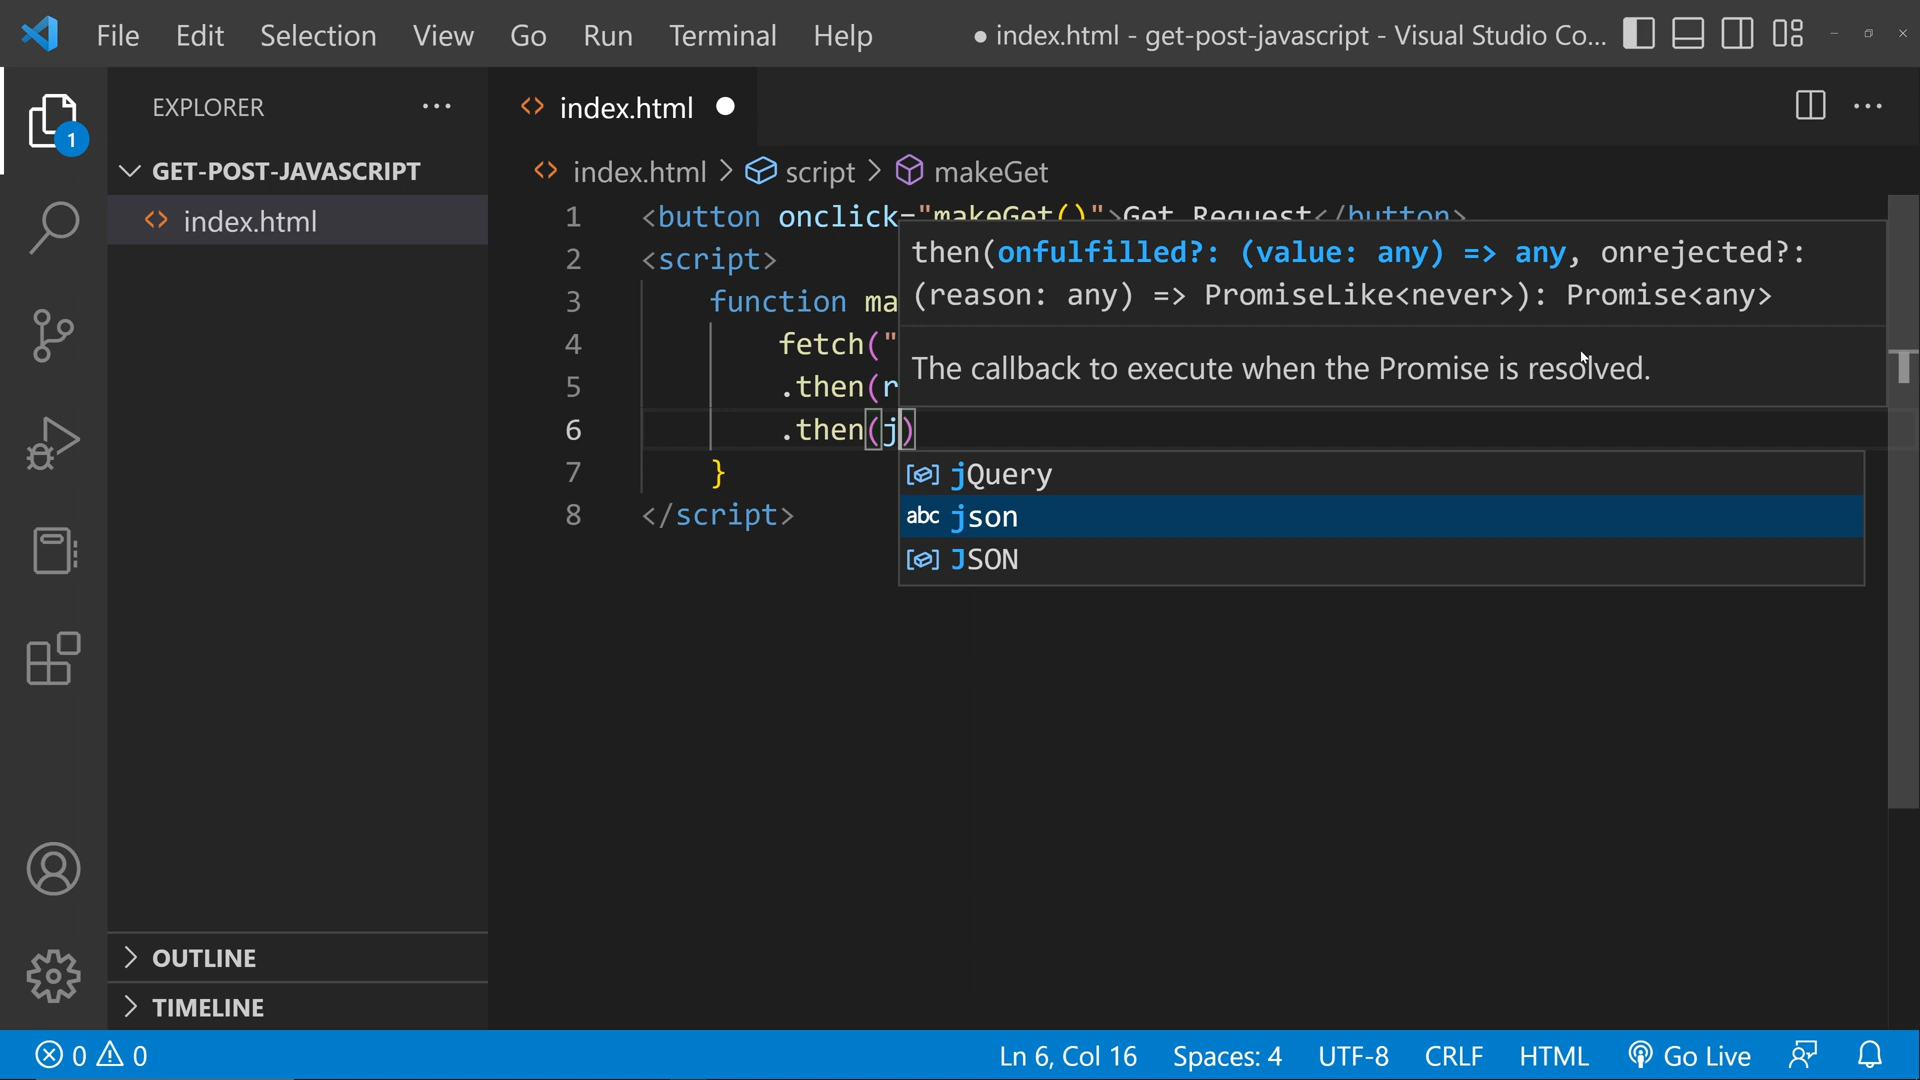 File Edit Selection View Go Run Terminal Help ● index.html - get-post-javascript - Visual Studio Co...
EXPLORER ...
1
GET-POST-JAVASCRIPT
index.html
index.html
index.html > script > makeGet
1 <button onclick="makeGet()">Get Request</button>
2 <script>
3 function ma
4 fetch("
5 .then(r
6 .then(j)
7 }
8 </script>
then(onfulfilled?: (value: any) => any, onrejected?:
(reason: any) => PromiseLike<never>): Promise<any>
The callback to execute when the Promise is resolved.
jQuery
abc json
JSON
OUTLINE
TIMELINE
0 0 Ln 6, Col 16 Spaces: 4 UTF-8 CRLF HTML Go Live